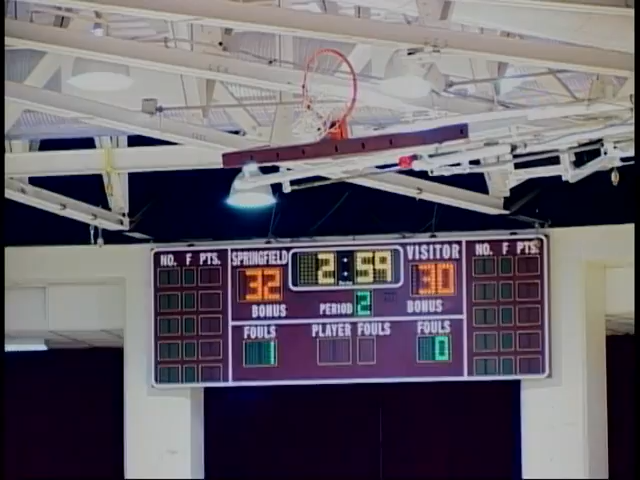 NO. F PTS. SPRINGFIELD 2:59 VISITOR NO. F PTS.
32 30
PERIOD 2
BONUS BONUS
FOULS PLAYER FOULS FOULS
1 0